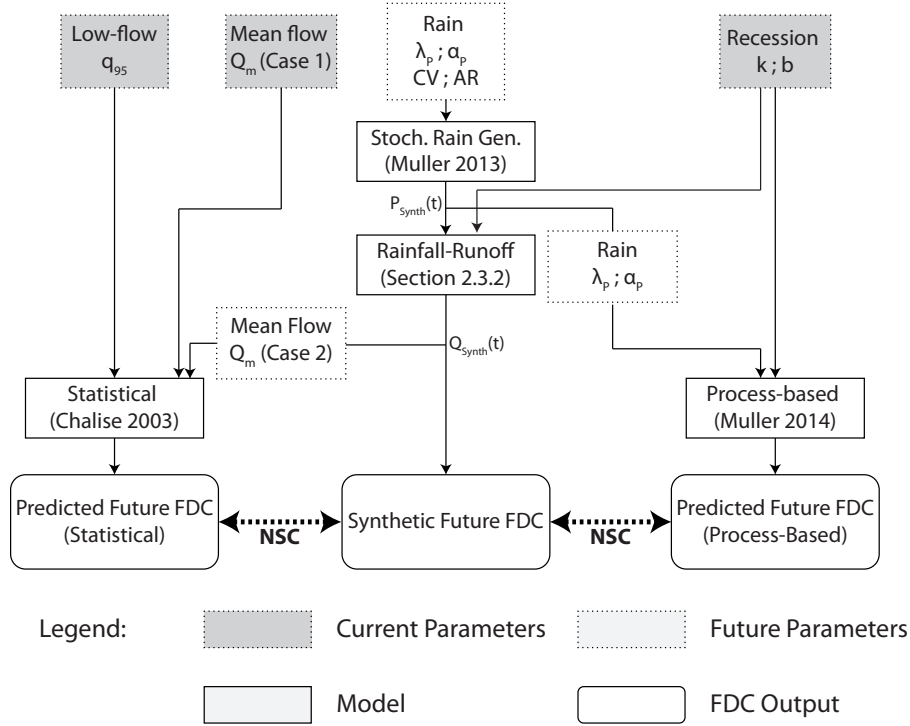 Low-flow
q95
Mean flow
Qm (Case 1)
Rain
λP ; αP
CV ; AR
Recession
k ; b
Stoch. Rain Gen.
(Muller 2013)
PSynth(t)
Rainfall-Runoff
(Section 2.3.2)
Rain
λP ; αP
Mean Flow
Qm (Case 2)
QSynth(t)
Statistical
(Chalise 2003)
Process-based
(Muller 2014)
Predicted Future FDC
(Statistical)
NSC
Synthetic Future FDC
NSC
Predicted Future FDC
(Process-Based)
Legend:
Current Parameters
Future Parameters
Model
FDC Output